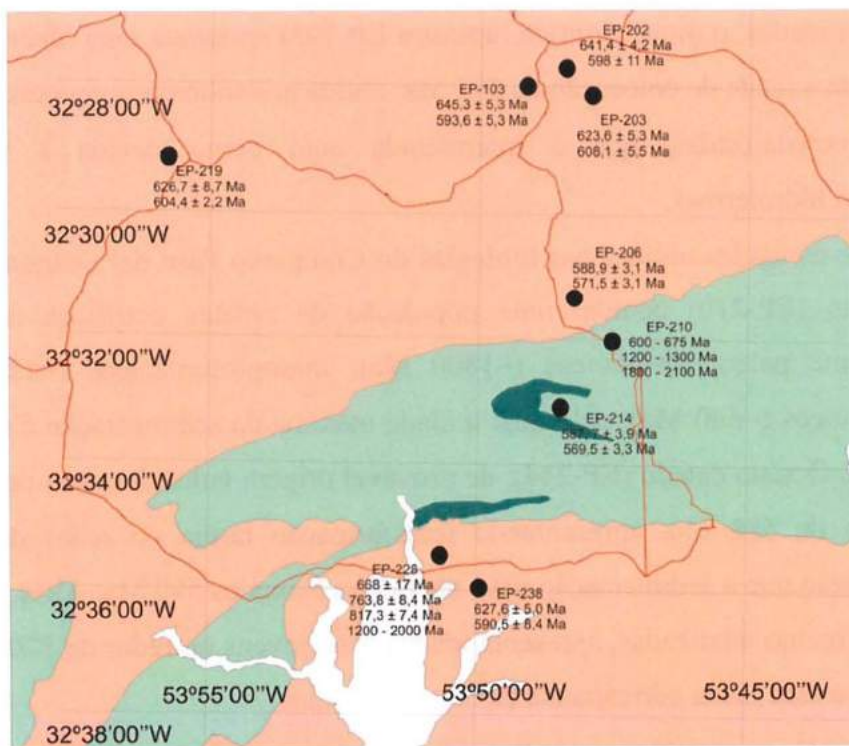 EP-202
641,4 ± 4,2 Ma
598 ± 11 Ma
EP-103
645,3 ± 5,3 Ma
593,6 ± 5,3 Ma
32°28'00''W
EP-203
623,6 ± 5,3 Ma
608,1 ± 5,5 Ma
EP-219
626,7 ± 8,7 Ma
604,4 ± 2,2 Ma
32°30'00''W
EP-206
588,9 ± 3,1 Ma
571,5 ± 3,1 Ma
EP-210
600 - 675 Ma
1200 - 1300 Ma
1800 - 2100 Ma
32°32'00''W
EP-214
587,7 ± 3,9 Ma
569,5 ± 3,3 Ma
32°34'00''W
EP-228
668 ± 17 Ma
763,8 ± 8,4 Ma
817,3 ± 7,4 Ma
1200 - 2000 Ma
EP-238
627,6 ± 5,0 Ma
590,5 ± 6,4 Ma
32°36'00''W
53°55'00''W
53°50'00''W
53°45'00''W
32°38'00''W